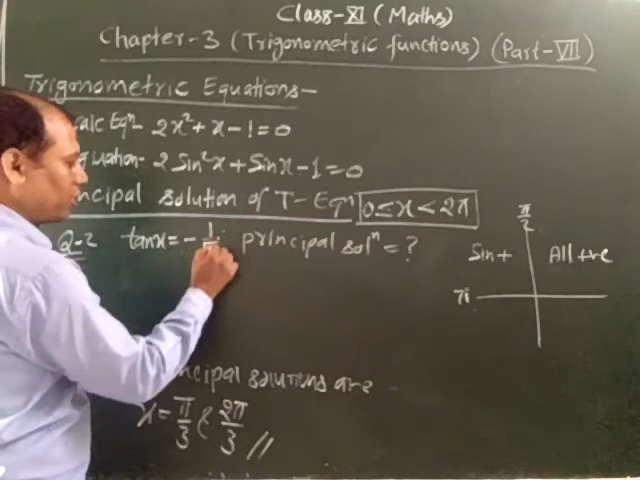 Class-XI (Maths)
Chapter-3 (Trigonometric functions) (Part-VII)
Trigonometric Equations-
aic Eqⁿ- 2x²+x-1=0
quation- 2 Sin²x+Sinx-1=0
ncipal solution of T-Eqⁿ 0≤x<2π
Q-2 tanx=-1/ principal solⁿ=?
π/2
Sin+ All +ve
π
ncipal solutions are
x=π/3 & 2π/3 //